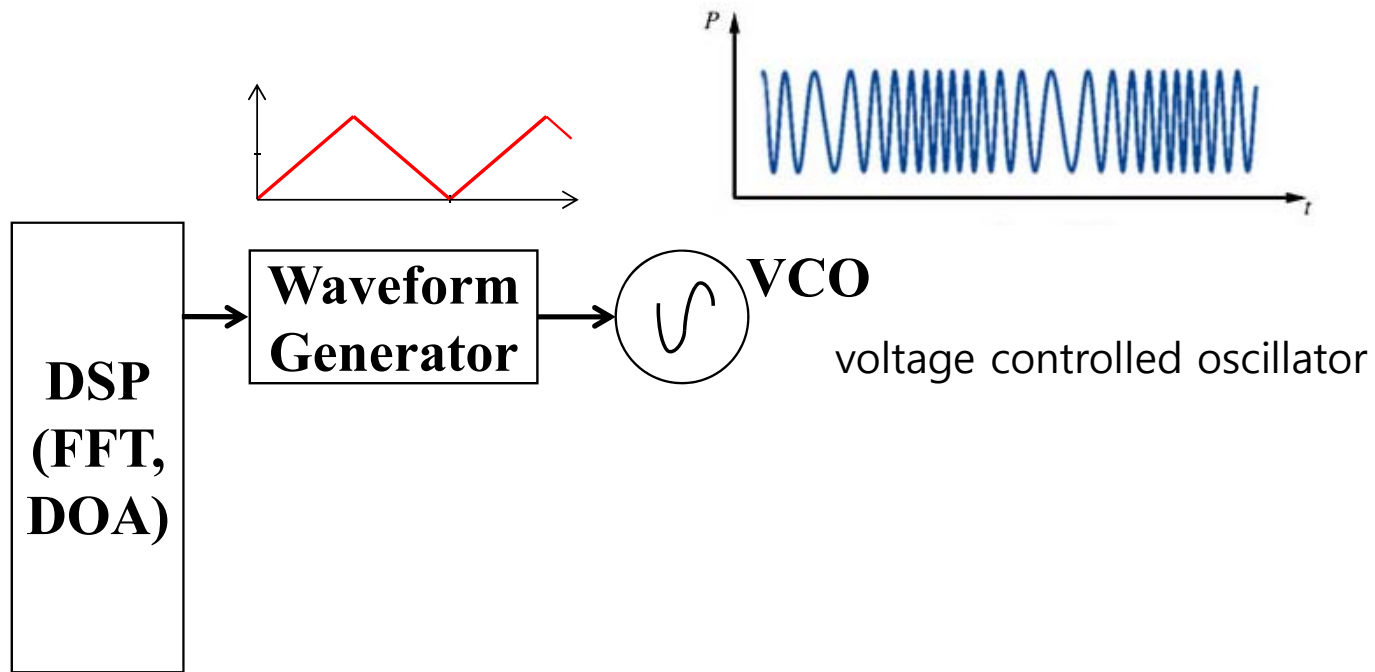 P
t
Waveform
Generator
VCO
voltage controlled oscillator
DSP
(FFT,
DOA)